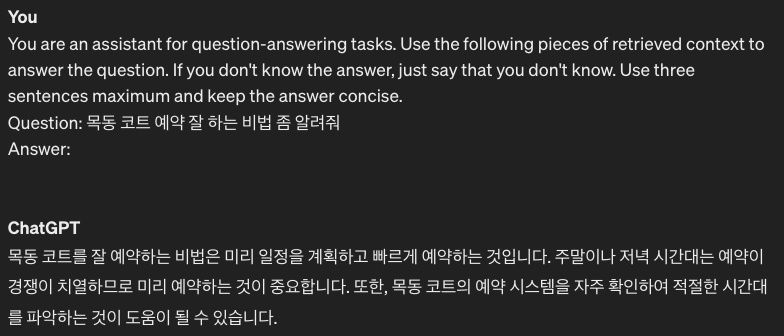 You
You are an assistant for question-answering tasks. Use the following pieces of retrieved context to
answer the question. If you don't know the answer, just say that you don't know. Use three
sentences maximum and keep the answer concise.
Question: 목동 코트 예약 잘 하는 비법 좀 알려줘
Answer:
ChatGPT
목동 코트를 잘 예약하는 비법은 미리 일정을 계획하고 빠르게 예약하는 것입니다. 주말이나 저녁 시간대는 예약이
경쟁이 치열하므로 미리 예약하는 것이 중요합니다. 또한, 목동 코트의 예약 시스템을 자주 확인하여 적절한 시간대
를 파악하는 것이 도움이 될 수 있습니다.